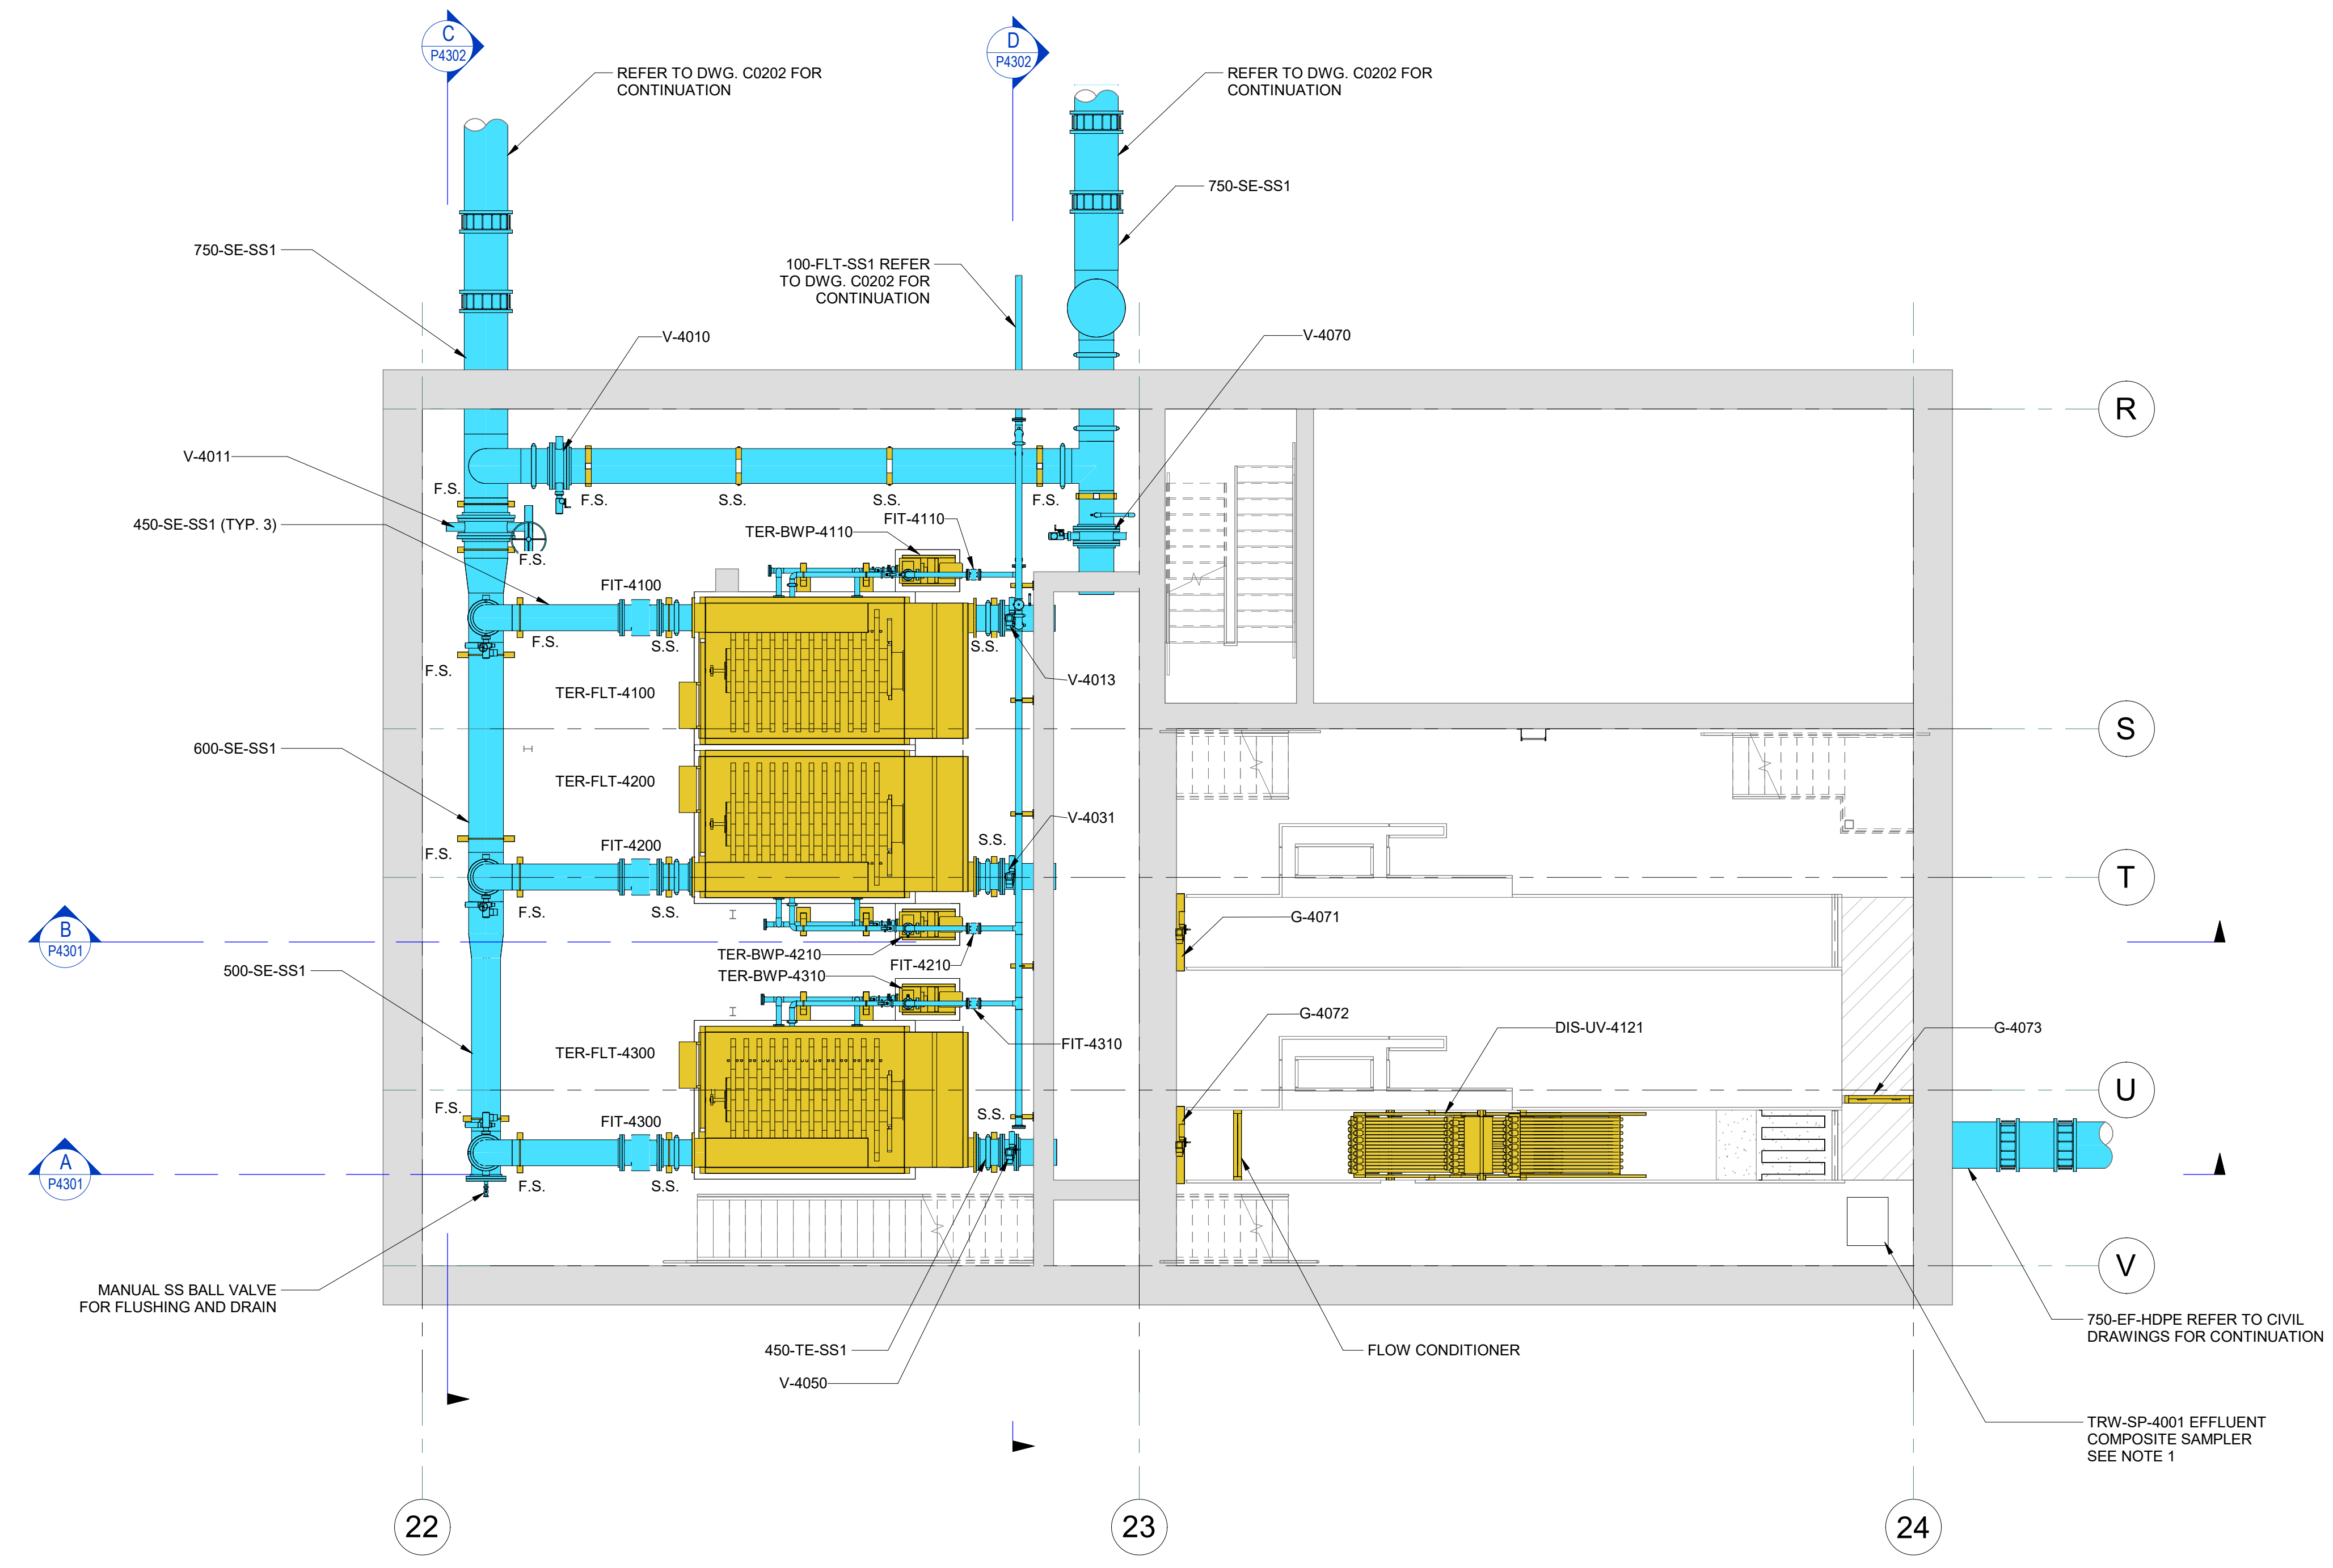 C
P4302
D
P4302
REFER TO DWG. C0202 FOR
CONTINUATION
REFER TO DWG. C0202 FOR
CONTINUATION
750-SE-SS1
750-SE-SS1
100-FLT-SS1 REFER
TO DWG. C0202 FOR
CONTINUATION
V-4010
V-4070
R
V-4011
F.S.
F.S.
S.S.
S.S.
F.S.
450-SE-SS1 (TYP. 3)
FIT-4110
TER-BWP-4110
F.S.
FIT-4100
F.S.
S.S.
S.S.
F.S.
V-4013
TER-FLT-4100
S
600-SE-SS1
TER-FLT-4200
V-4031
F.S.
FIT-4200
S.S.
T
F.S.
S.S.
G-4071
B
P4301
TER-BWP-4210
FIT-4210
500-SE-SS1
TER-BWP-4310
G-4072
DIS-UV-4121
G-4073
FIT-4310
TER-FLT-4300
U
F.S.
FIT-4300
S.S.
A
P4301
F.S.
S.S.
V
MANUAL SS BALL VALVE
FOR FLUSHING AND DRAIN
750-EF-HDPE REFER TO CIVIL
DRAWINGS FOR CONTINUATION
450-TE-SS1
FLOW CONDITIONER
V-4050
TRW-SP-4001 EFFLUENT
COMPOSITE SAMPLER
SEE NOTE 1
22
23
24